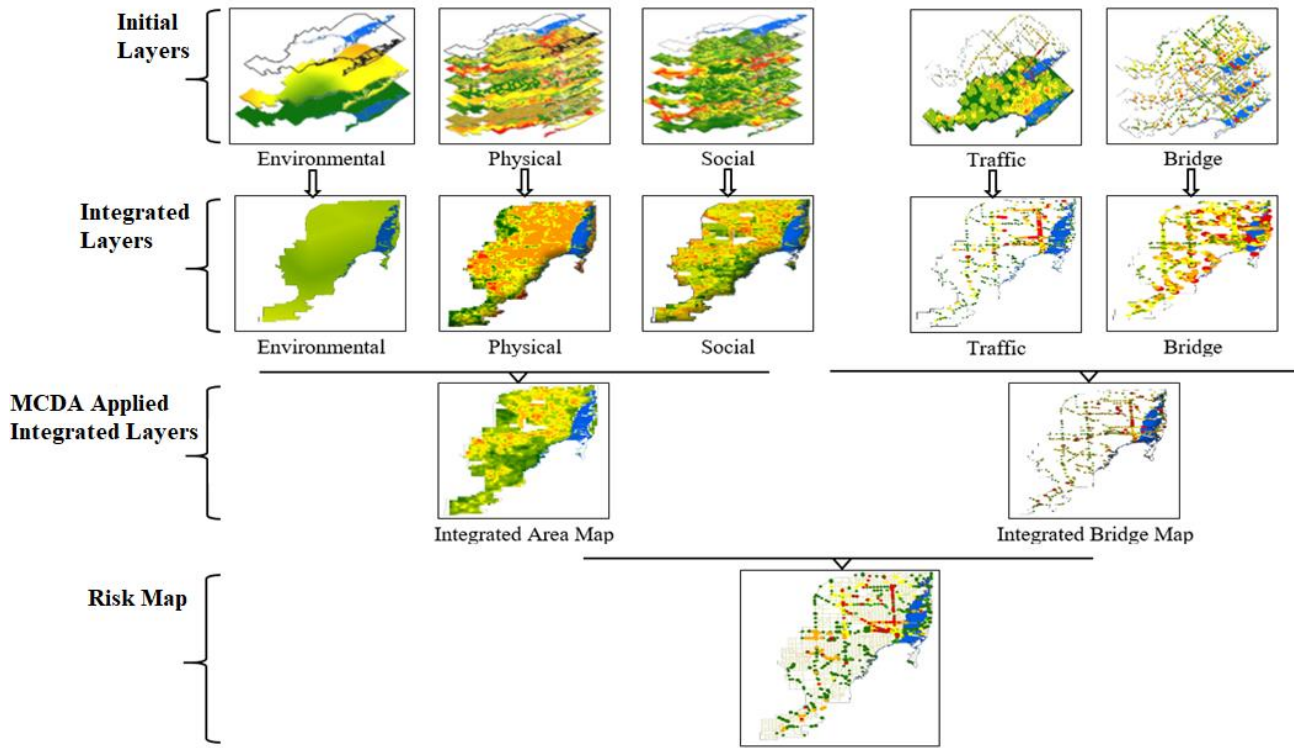 Initial
Layers
Environmental
Physical
Social
Traffic
Bridge
Integrated
Layers
Environmental
Physical
Social
Traffic
Bridge
MCDA Applied
Integrated Layers
Integrated Area Map
Integrated Bridge Map
Risk Map